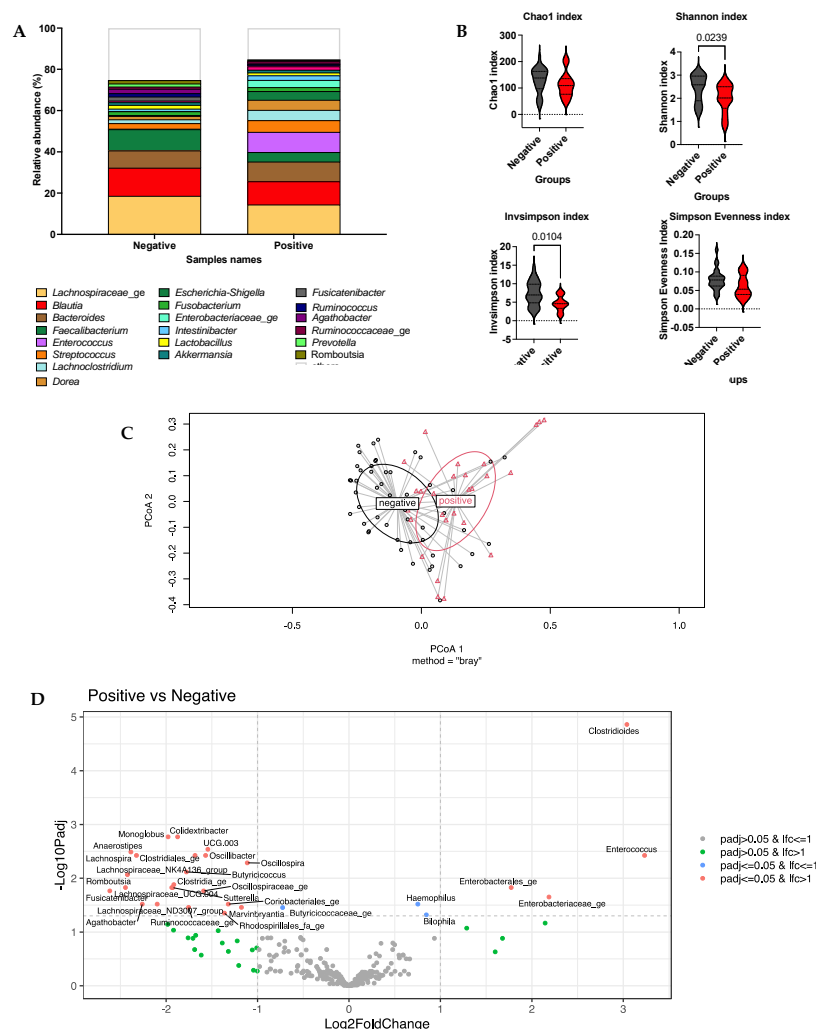 A
100
80
60
40
20
0
Relative abundance (%)
Negative
Positive
Samples names
Lachnospiraceae_ge
Blautia
Bacteroides
Faecalibacterium
Enterococcus
Streptococcus
Lachnoclostridium
Dorea
Escherichia-Shigella
Fusobacterium
Enterobacteriaceae_ge
Intestinibacter
Lactobacillus
Akkermansia
Fusicatenibacter
Ruminococcus
Agathobacter
Ruminococcaceae_ge
Prevotella
Romboutsia
B
Chao1 index
300
200
100
0
Chao1 index
Negative
Positive
Groups
Shannon index
0.0239
4
3
2
1
0
Shannon index
Negative
Positive
Groups
Invsimpson index
0.0104
20
15
10
5
0
-5
Invsimpson index
Simpson Evenness index
0.20
0.15
0.10
0.05
0.00
-0.05
Simpson Evenness Index
Negative
Positive
C
0.3
0.2
0.1
0.0
-0.1
-0.2
-0.3
-0.4
PCoA 2
negative
positive
-0.5
0.0
0.5
1.0
PCoA 1
method = "bray"
D
Positive vs Negative
5
4
3
2
1
0
-Log10Padj
Clostridioides
Enterococcus
Monoglobus
Colidextribacter
UCG.003
Anaerostipes
Lachnospira
Clostridiales_ge
Oscillibacter
Oscillospira
Lachnospiraceae_NK4A136_group
Butyricicoccus
Romboutsia
Clostridia_ge
Oscillospiraceae_ge
Lachnospiraceae_UCG.004
Sutterella
Fusicatenibacter
Coriobacteriales_ge
Lachnospiraceae_ND3007_group
Marvinbryantia
Butyricicoccaceae_ge
Agathobacter
Ruminococcaceae_ge
Rhodospirillales_fa_ge
Enterobacterales_ge
Enterobacteriaceae_ge
Haemophilus
Bilophila
-2
-1
0
1
2
3
Log2FoldChange
padj>0.05 & lfc<=1
padj>0.05 & lfc>1
padj<=0.05 & lfc<=1
padj<=0.05 & lfc>1